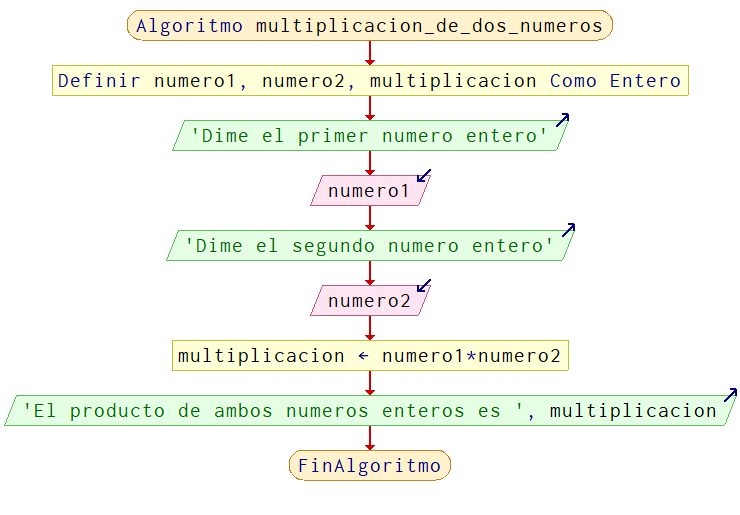 Algoritmo multiplicacion_de_dos_numeros
Definir numero1, numero2, multiplicacion Como Entero
'Dime el primer numero entero'
numero1
'Dime el segundo numero entero'
numero2
multiplicacion ← numero1*numero2
'El producto de ambos numeros enteros es ', multiplicacion
FinAlgoritmo